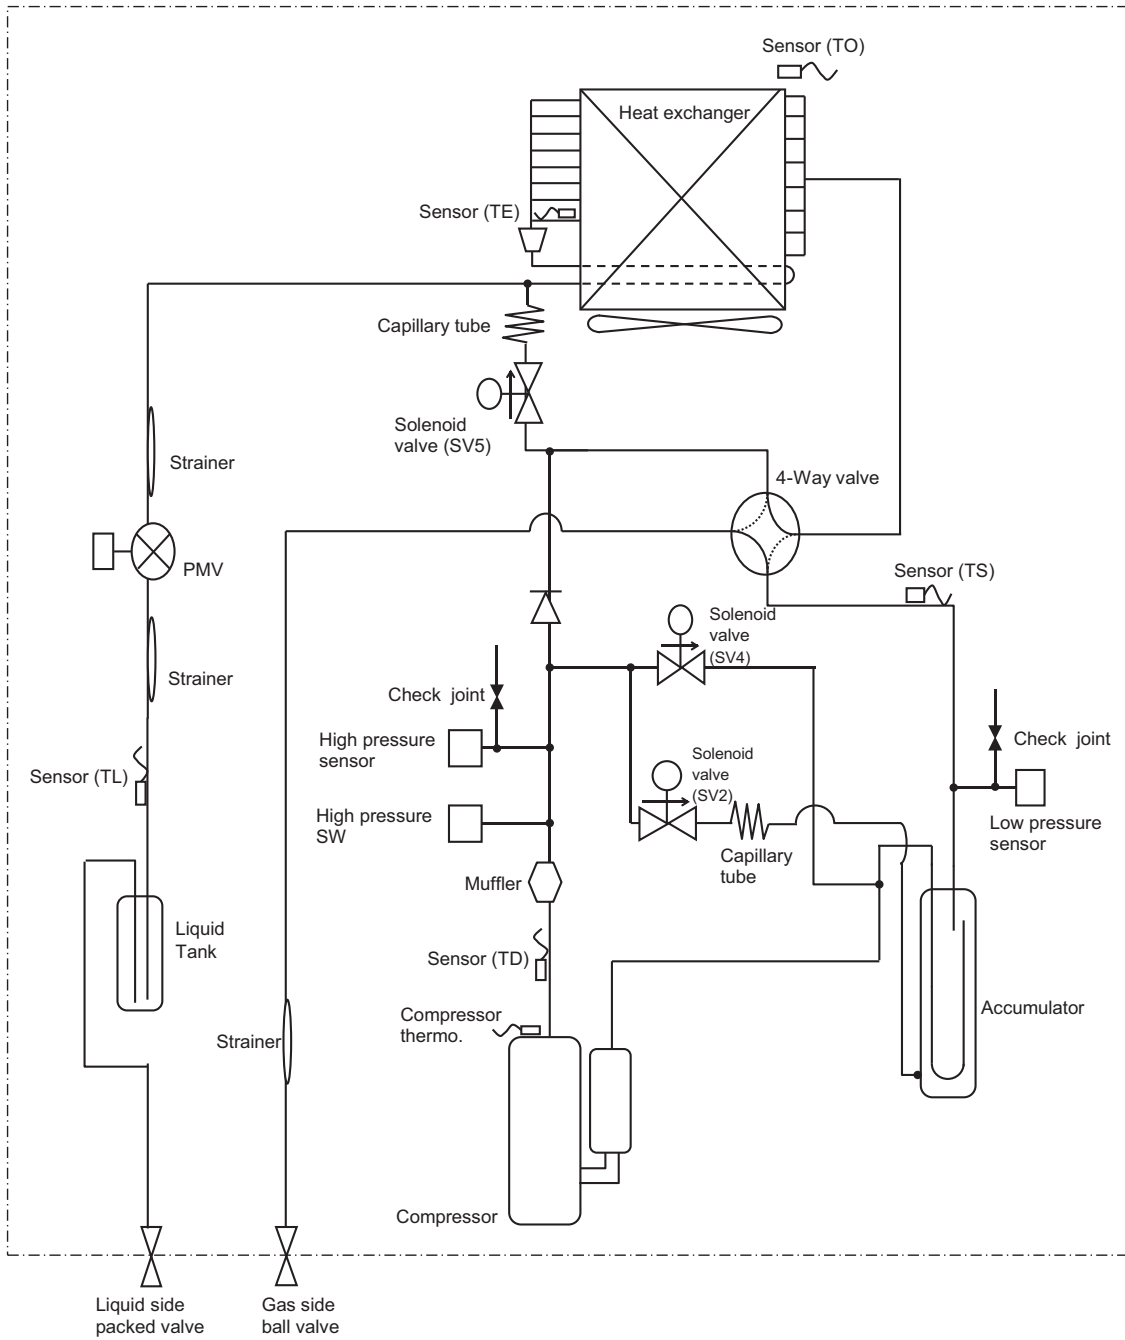 Sensor (TO)
Heat exchanger
Sensor (TE)
Capillary tube
Solenoid
valve (SV5)
Strainer
4-Way valve
PMV
Sensor (TS)
Solenoid
valve
(SV4)
Strainer
Check joint
High pressure
sensor
Check joint
Sensor (TL)
Solenoid
valve
(SV2)
High pressure
SW
Low pressure
sensor
Capillary
tube
Muffler
Liquid
Tank
Sensor (TD)
Accumulator
Compressor
thermo.
Strainer
Compressor
Liquid side
packed valve
Gas side
ball valve